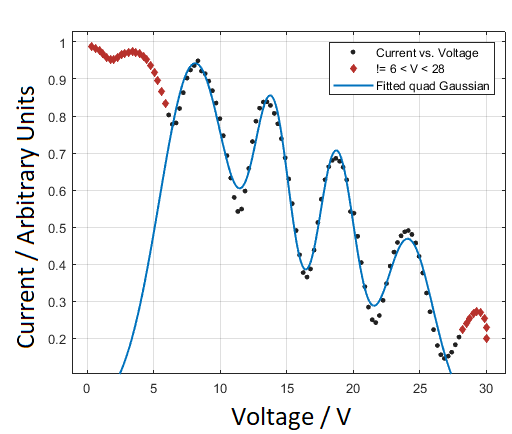 Current vs. Voltage
!= 6 < V < 28
Fitted quad Gaussian
1
0.9
0.8
0.7
0.6
0.5
0.4
0.3
0.2
0 5 10 15 20 25 30
Current / Arbitrary Units
Voltage / V